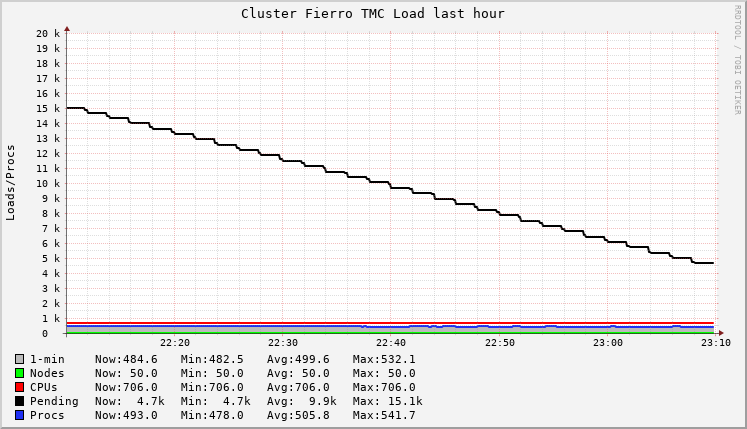 Cluster Fierro TMC Load last hour
RRDTOOL / TOBI OETIKER
Loads/Procs
20 k
19 k
18 k
17 k
16 k
15 k
14 k
13 k
12 k
11 k
10 k
9 k
8 k
7 k
6 k
5 k
4 k
3 k
2 k
1 k
0
22:20 22:30 22:40 22:50 23:00 23:10
1-min Now:484.6 Min:482.5 Avg:499.6 Max:532.1
Nodes Now: 50.0 Min: 50.0 Avg: 50.0 Max: 50.0
CPUs Now:706.0 Min:706.0 Avg:706.0 Max:706.0
Pending Now: 4.7k Min: 4.7k Avg: 9.9k Max: 15.1k
Procs Now:493.0 Min:478.0 Avg:505.8 Max:541.7